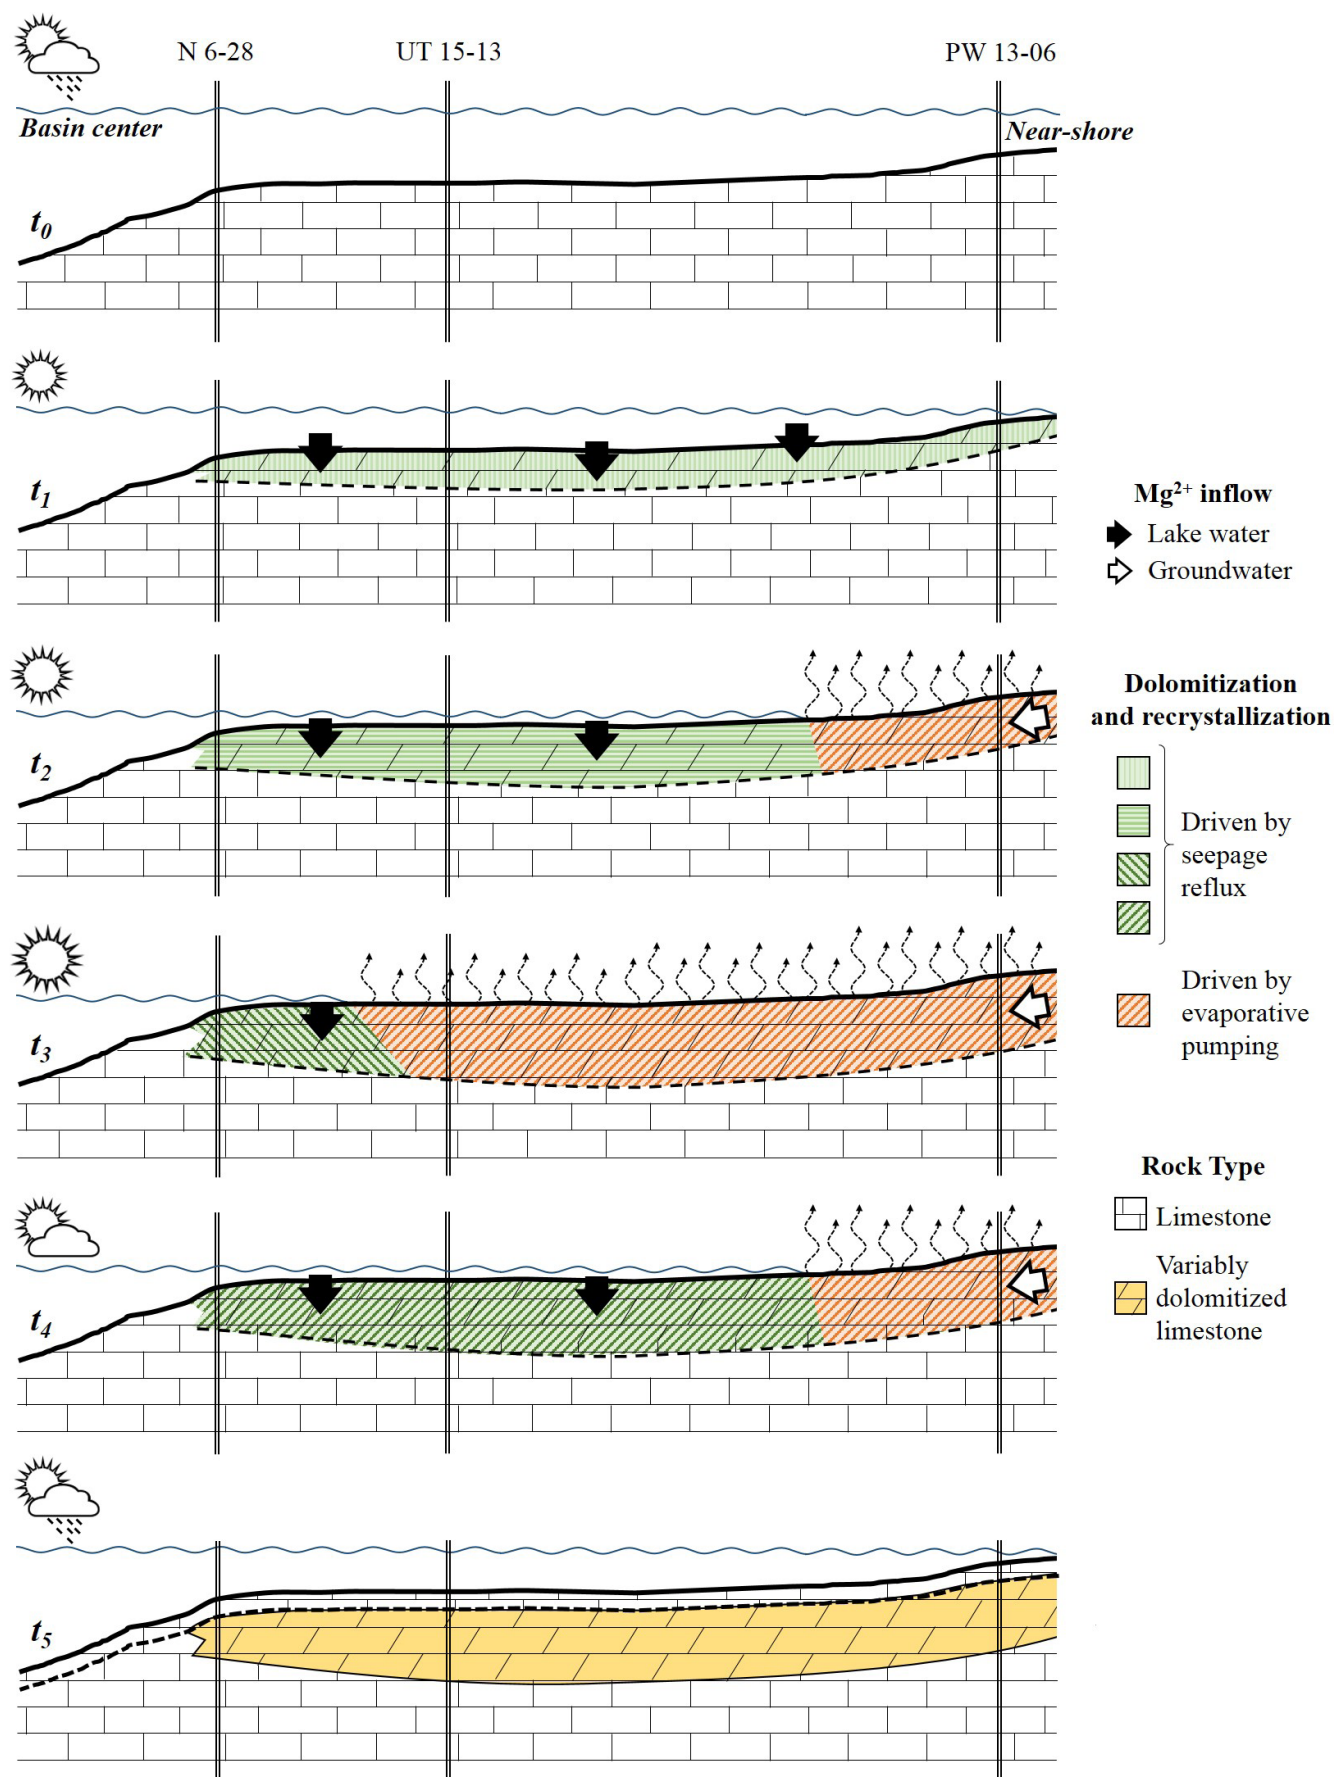 N 6-28
UT 15-13
PW 13-06
Basin center
Near-shore
t0
t1
Mg2+ inflow
Lake water
Groundwater
t2
Dolomitization
and recrystallization
Driven by
seepage
reflux
t3
Driven by
evaporative
pumping
Rock Type
Limestone
Variably
dolomitized
limestone
t4
t5